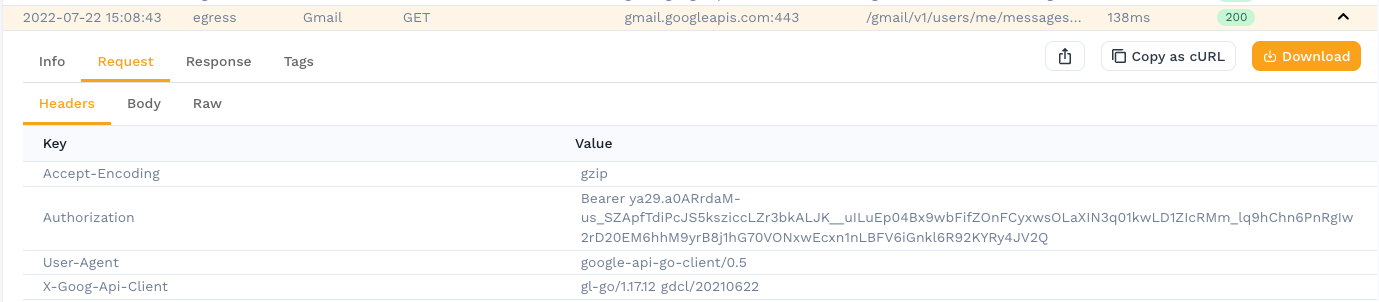 2022-07-22 15:08:43 egress Gmail GET gmail.googleapis.com:443 /gmail/v1/users/me/messages... 138ms 200
Info Request Response Tags Copy as cURL Download
Headers Body Raw
Key Value
Accept-Encoding gzip
Bearer ya29.a0ARrdaM-
Authorization us_SZApfTdiPcJS5ksziccLZr3bkALJK__uILuEp04Bx9wbFifZOnFCyxwsOLaXIN3q01kwLD1ZIcRMm_lq9hChn6PnRgIw
2rD20EM6hhM9yrB8j1hG70VONxwEcxn1nLBFV6iGnkl6R92KYRy4JV2Q
User-Agent google-api-go-client/0.5
X-Goog-Api-Client gl-go/1.17.12 gdcl/20210622